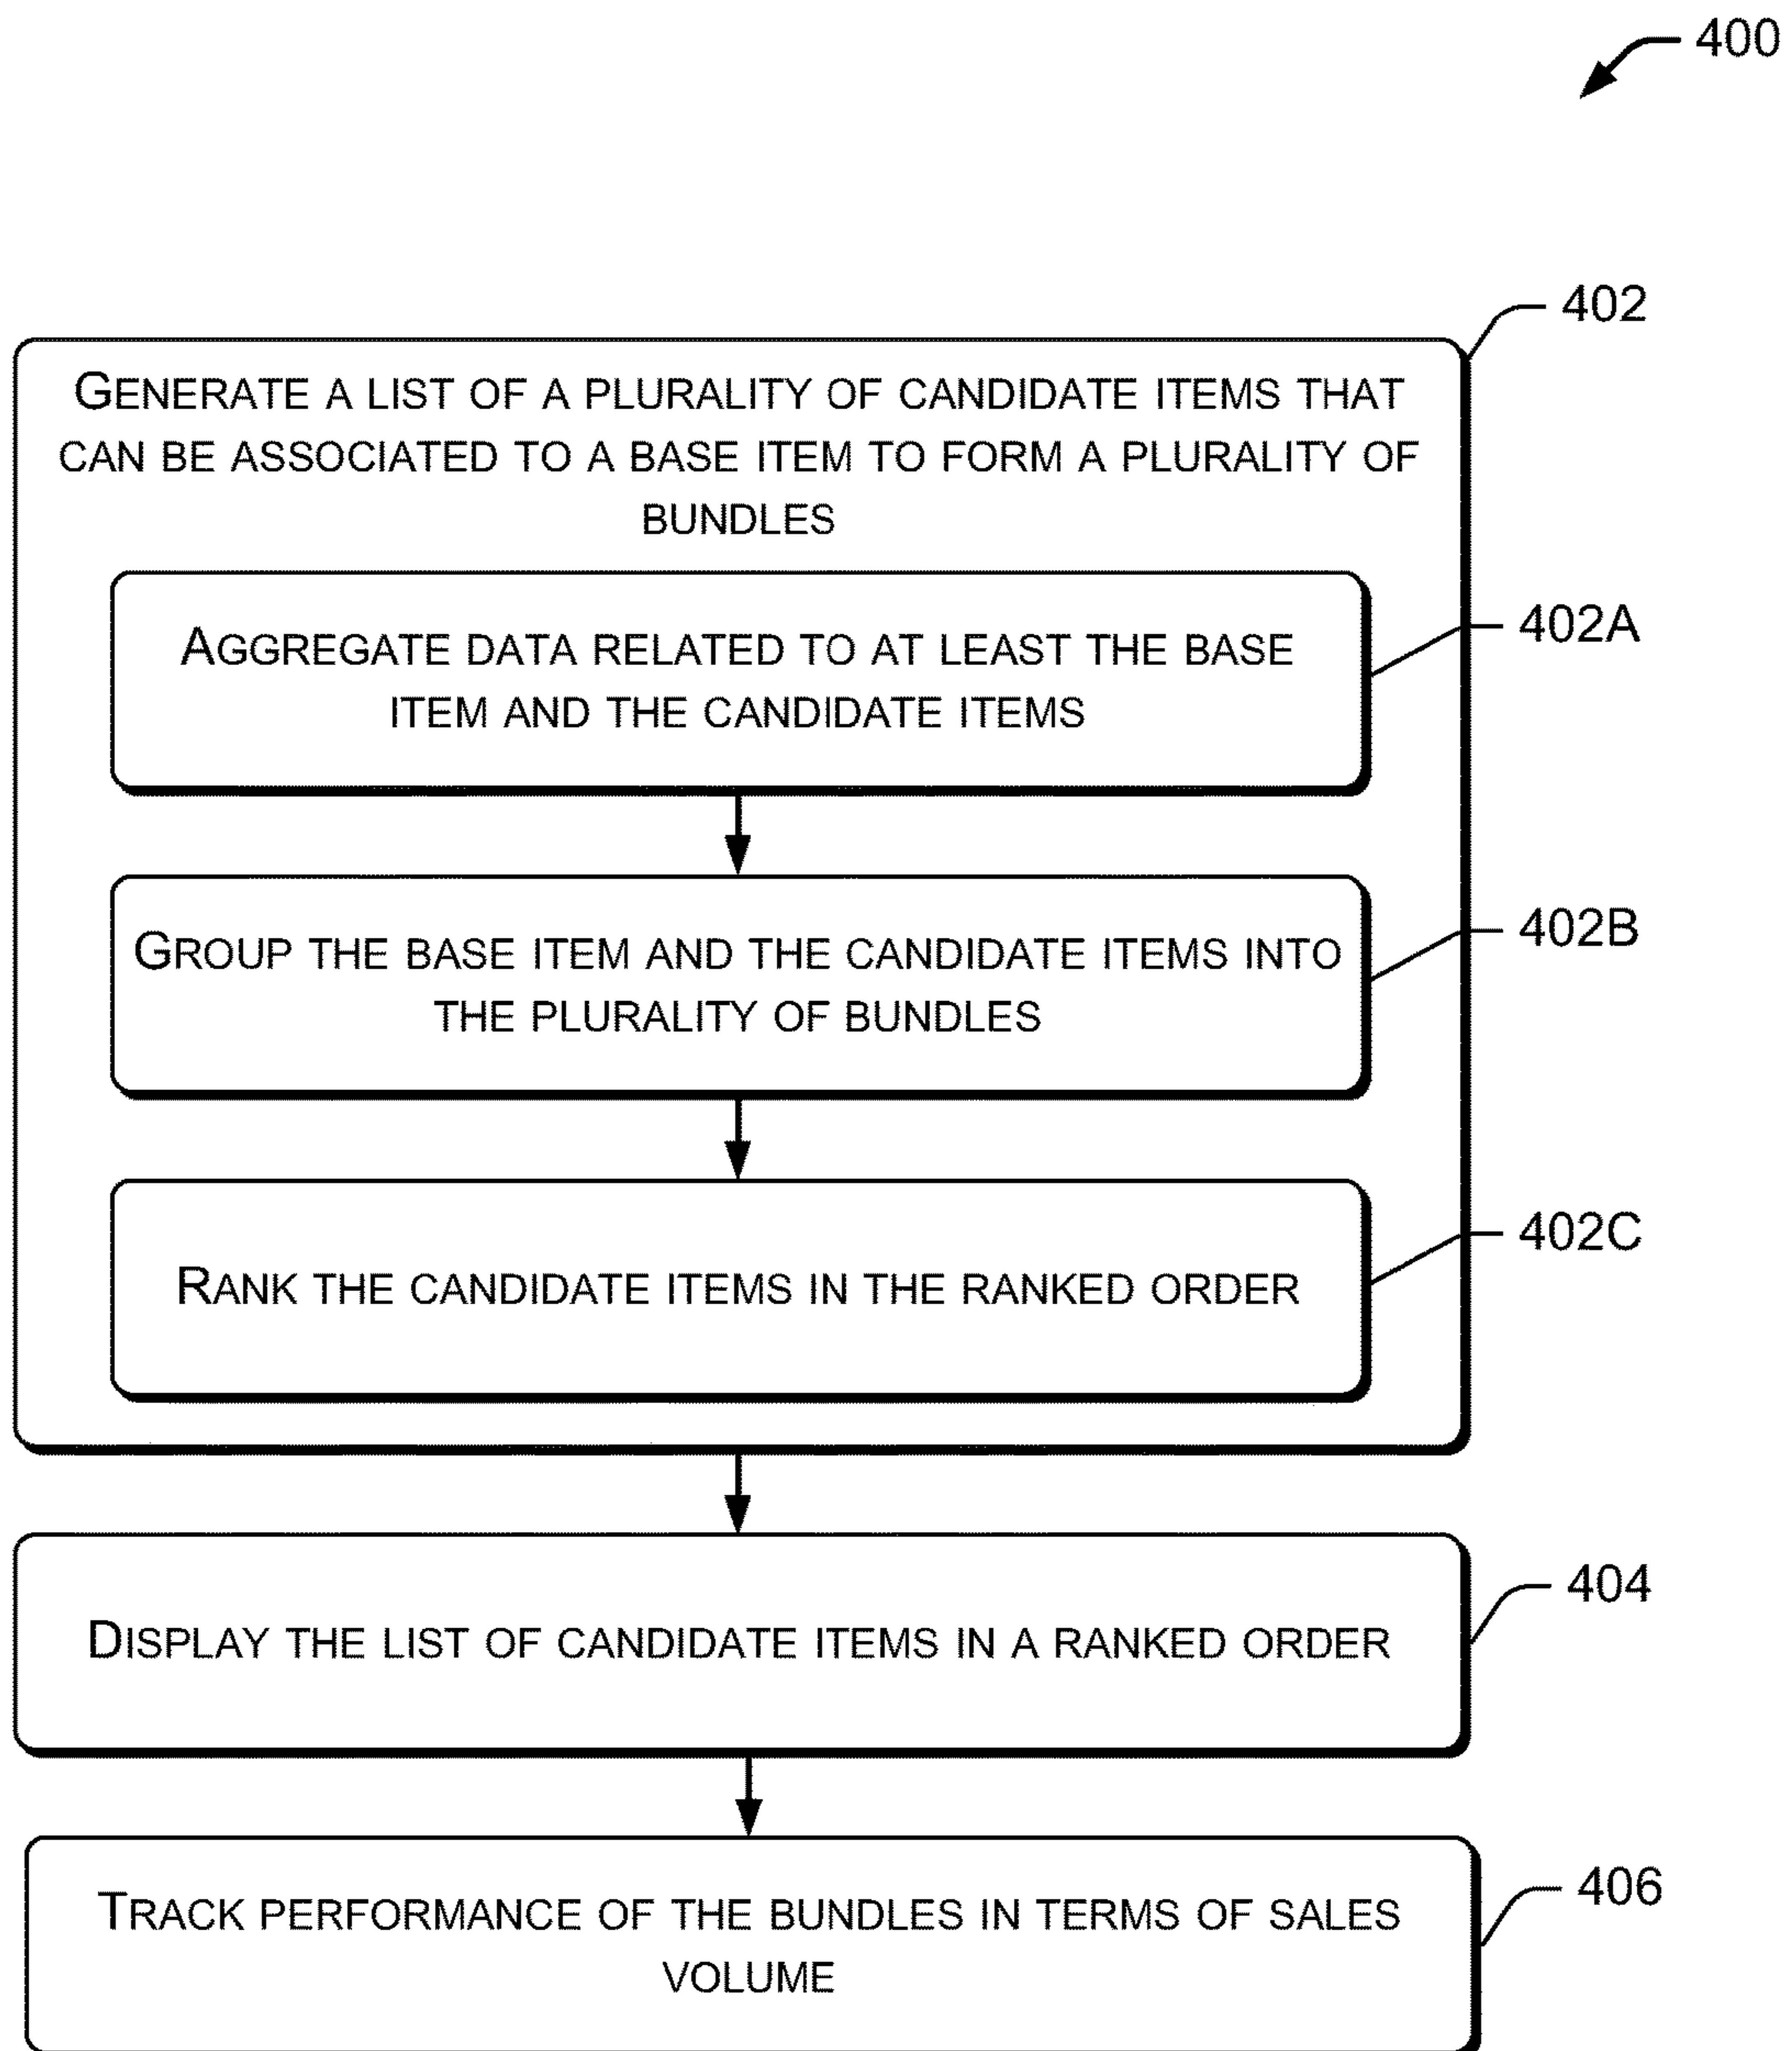 400
402
GENERATE A LIST OF A PLURALITY OF CANDIDATE ITEMS THAT
CAN BE ASSOCIATED TO A BASE ITEM TO FORM A PLURALITY OF
BUNDLES
AGGREGATE DATA RELATED TO AT LEAST THE BASE
ITEM AND THE CANDIDATE ITEMS
402A
GROUP THE BASE ITEM AND THE CANDIDATE ITEMS INTO
THE PLURALITY OF BUNDLES
402B
RANK THE CANDIDATE ITEMS IN THE RANKED ORDER
402C
DISPLAY THE LIST OF CANDIDATE ITEMS IN A RANKED ORDER
404
TRACK PERFORMANCE OF THE BUNDLES IN TERMS OF SALES
VOLUME
406